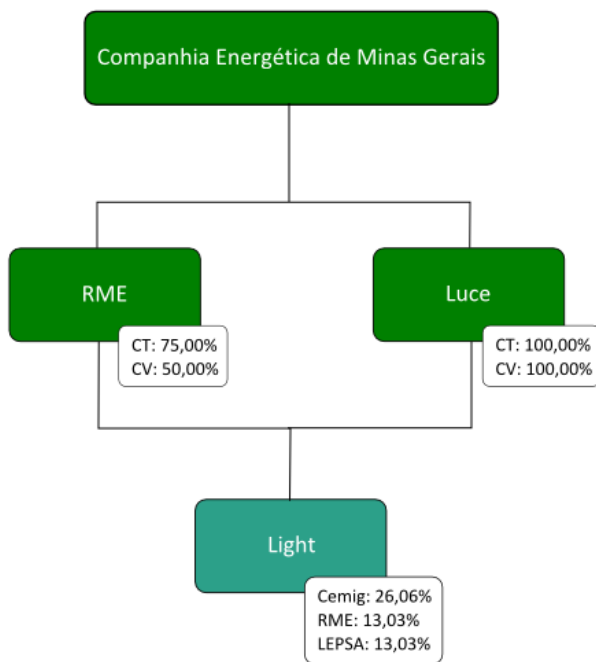 Companhia Energética de Minas Gerais
RME
CT: 75,00%
CV: 50,00%
Luce
CT: 100,00%
CV: 100,00%
Light
Cemig: 26,06%
RME: 13,03%
LEPSA: 13,03%